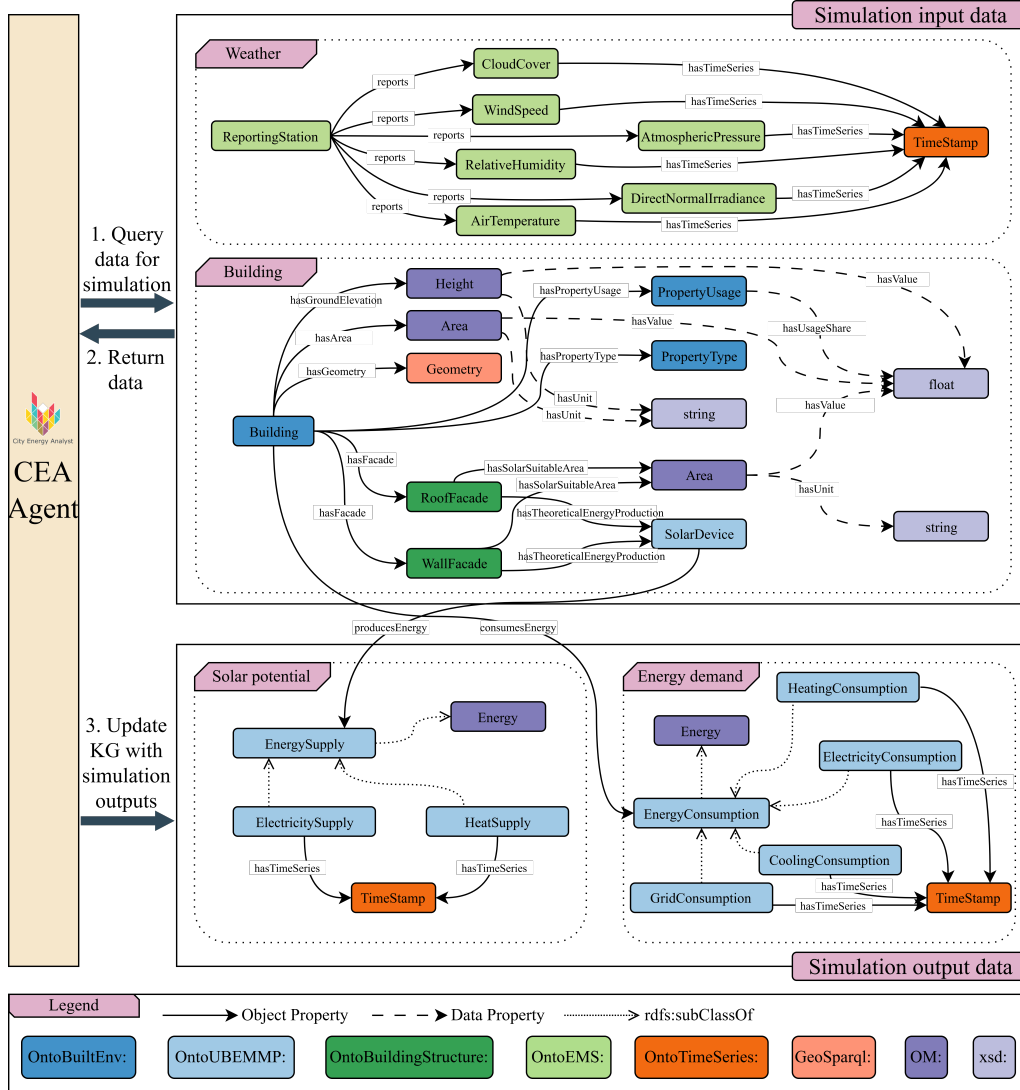 Simulation input data
Weather
CloudCover
hasTimeSeries
reports
WindSpeed
hasTimeSeries
reports
ReportingStation
reports
AtmosphericPressure
hasTimeSeries
TimeStamp
reports
RelativeHumidity
hasTimeSeries
reports
DirectNormalIrradiance
hasTimeSeries
reports
AirTemperature
hasTimeSeries
1. Query
data for
simulation
2. Return
data
City Energy Analyst
CEA
Agent
3. Update
KG with
simulation
outputs
Building
Height
hasValue
hasGroundElevation
hasPropertyUsage
PropertyUsage
Area
hasArea
hasValue
hasUsageShare
hasPropertyType
PropertyType
Geometry
hasGeometry
float
hasUnit
hasUnit
string
hasValue
Building
hasFacade
hasSolarSuitableArea
hasSolarSuitableArea
Area
hasUnit
RoofFacade
hasFacade
hasTheoreticalEnergyProduction
string
SolarDevice
hasTheoreticalEnergyProduction
WallFacade
producesEnergy
consumesEnergy
Solar potential
Energy
EnergySupply
ElectricitySupply
HeatSupply
hasTimeSeries
hasTimeSeries
TimeStamp
Energy demand
HeatingConsumption
Energy
ElectricityConsumption
hasTimeSeries
EnergyConsumption
hasTimeSeries
CoolingConsumption
hasTimeSeries
GridConsumption
hasTimeSeries
TimeStamp
Simulation output data
Legend
Object Property
Data Property
rdfs:subClassOf
OntoBuiltEnv:
OntoUBEMMP:
OntoBuildingStructure:
OntoEMS:
OntoTimeSeries:
GeoSparql:
OM:
xsd: